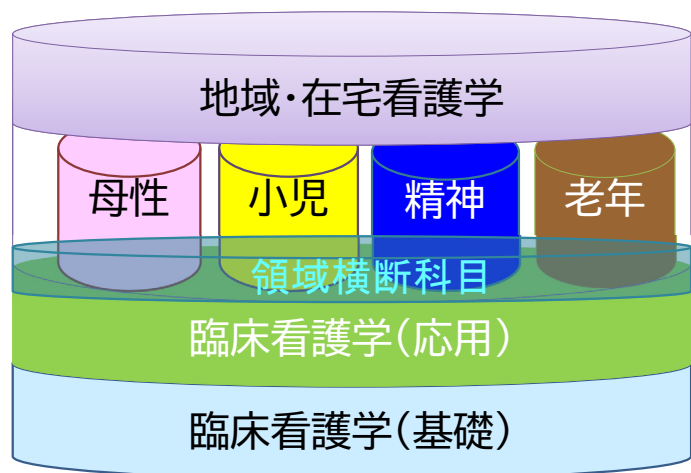 地域・在宅看護学
母性 小児 精神 老年
領域横断科目
臨床看護学(応用)
臨床看護学(基礎)